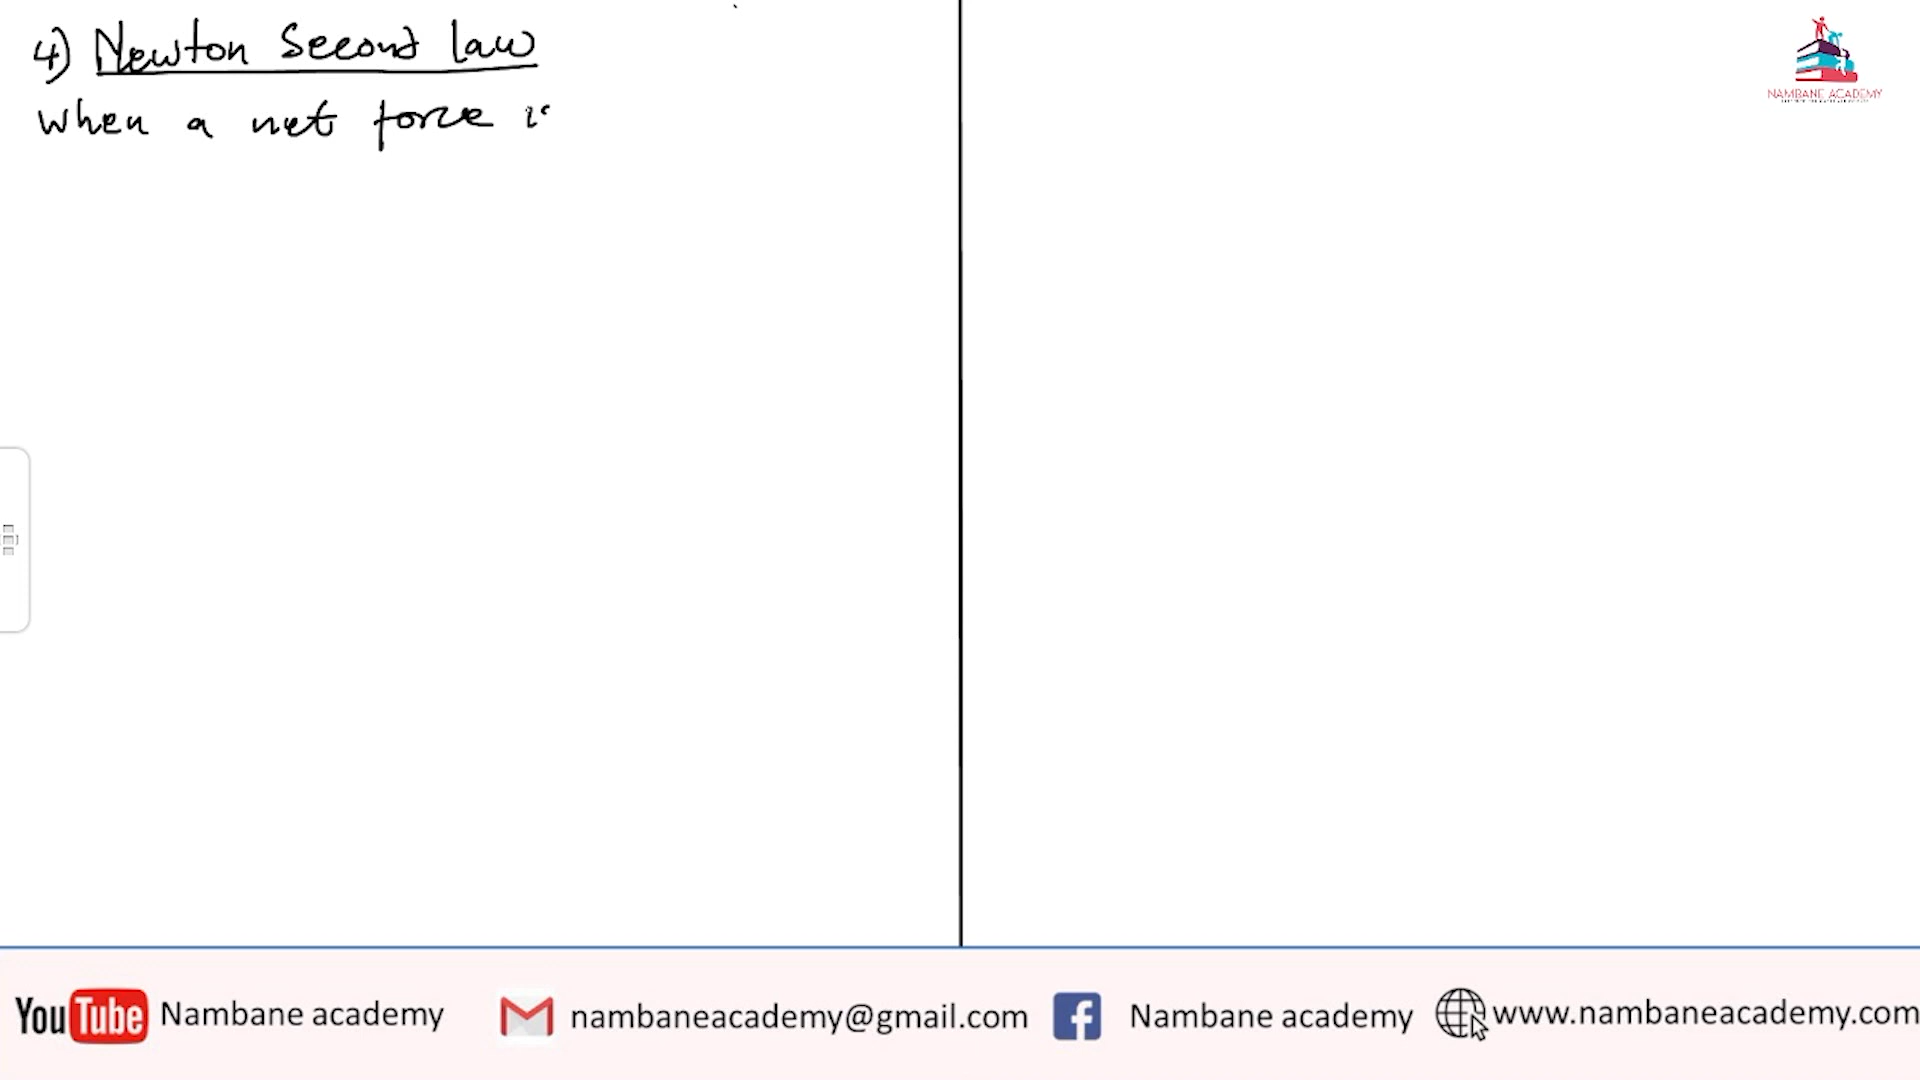 4) Newton Second law
When a net force is
NAMBANE ACADEMY
YouTube Nambane academy nambaneacademy@gmail.com Nambane academy www.nambaneacademy.com